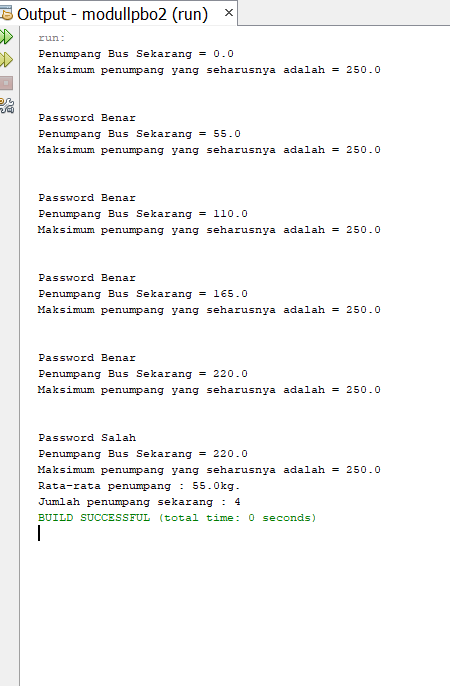 Output - modullpbo2 (run)
run:
Penumpang Bus Sekarang = 0.0
Maksimum penumpang yang seharusnya adalah = 250.0
Password Benar
Penumpang Bus Sekarang = 55.0
Maksimum penumpang yang seharusnya adalah = 250.0
Password Benar
Penumpang Bus Sekarang = 110.0
Maksimum penumpang yang seharusnya adalah = 250.0
Password Benar
Penumpang Bus Sekarang = 165.0
Maksimum penumpang yang seharusnya adalah = 250.0
Password Benar
Penumpang Bus Sekarang = 220.0
Maksimum penumpang yang seharusnya adalah = 250.0
Password Salah
Penumpang Bus Sekarang = 220.0
Maksimum penumpang yang seharusnya adalah = 250.0
Rata-rata penumpang : 55.0kg.
Jumlah penumpang sekarang : 4
BUILD SUCCESSFUL (total time: 0 seconds)